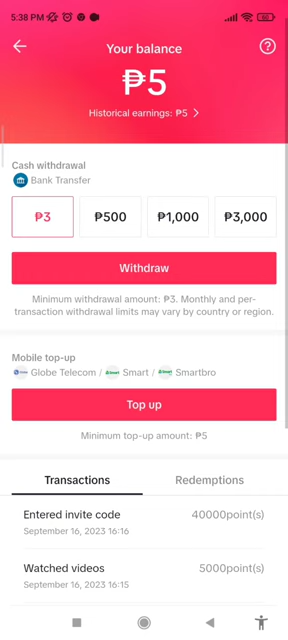 5:38 PM
60
Your balance
₱5
Historical earnings: ₱5
Cash withdrawal
Bank Transfer
₱3
₱500
₱1,000
₱3,000
Withdraw
Minimum withdrawal amount: ₱3. Monthly and per-
transaction withdrawal limits may vary by country or region.
Mobile top-up
Globe Telecom / Smart / Smartbro
Top up
Minimum top-up amount: ₱5
Transactions
Redemptions
Entered invite code
40000point(s)
September 16, 2023 16:16
Watched videos
5000point(s)
September 16, 2023 16:15